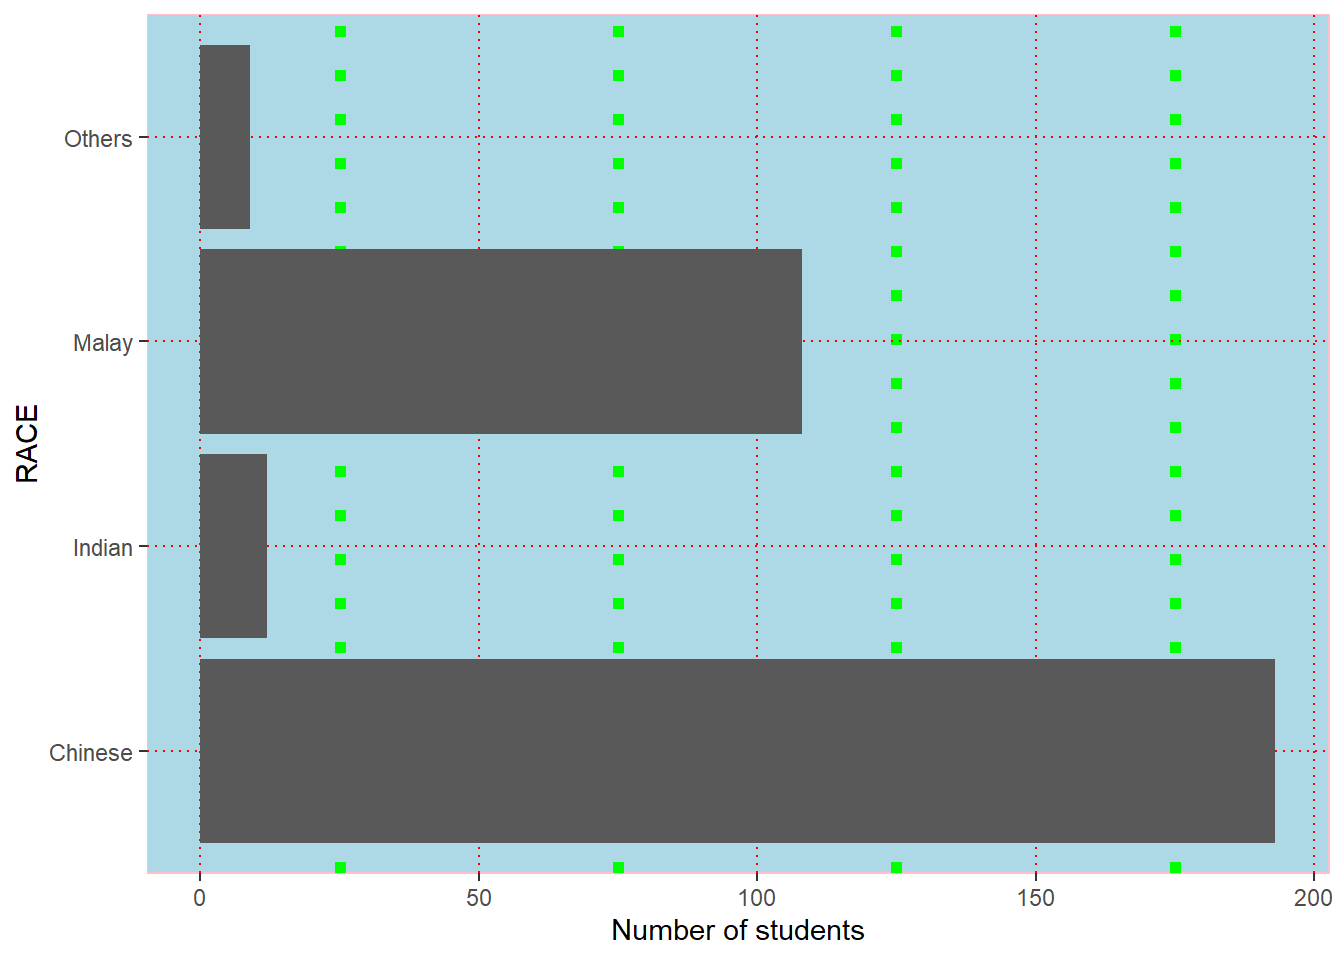 Others
Malay
Indian
Chinese
RACE
0 50 100 150 200
Number of students